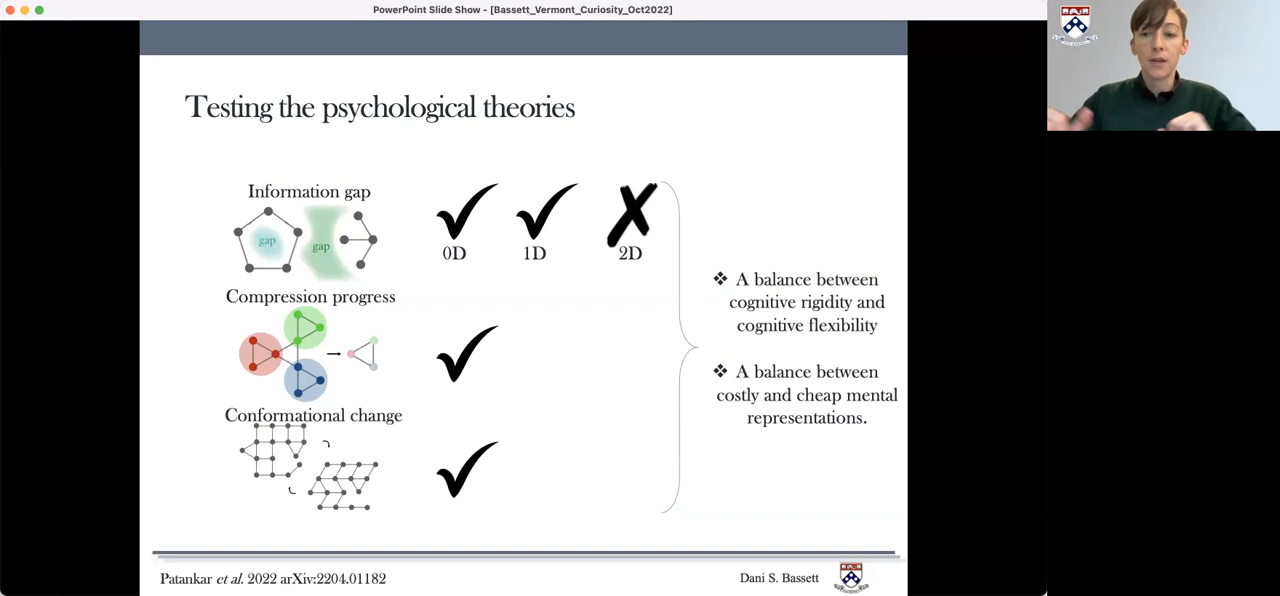 PowerPoint Slide Show - [Bassett_Vermont_Curiosity_Oct2022]
Testing the psychological theories
Information gap
gap
gap
0D
1D
2D
Compression progress
Conformational change
❖ A balance between
cognitive rigidity and
cognitive flexibility
❖ A balance between
costly and cheap mental
representations.
Patankar et al. 2022 arXiv:2204.01182
Dani S. Bassett